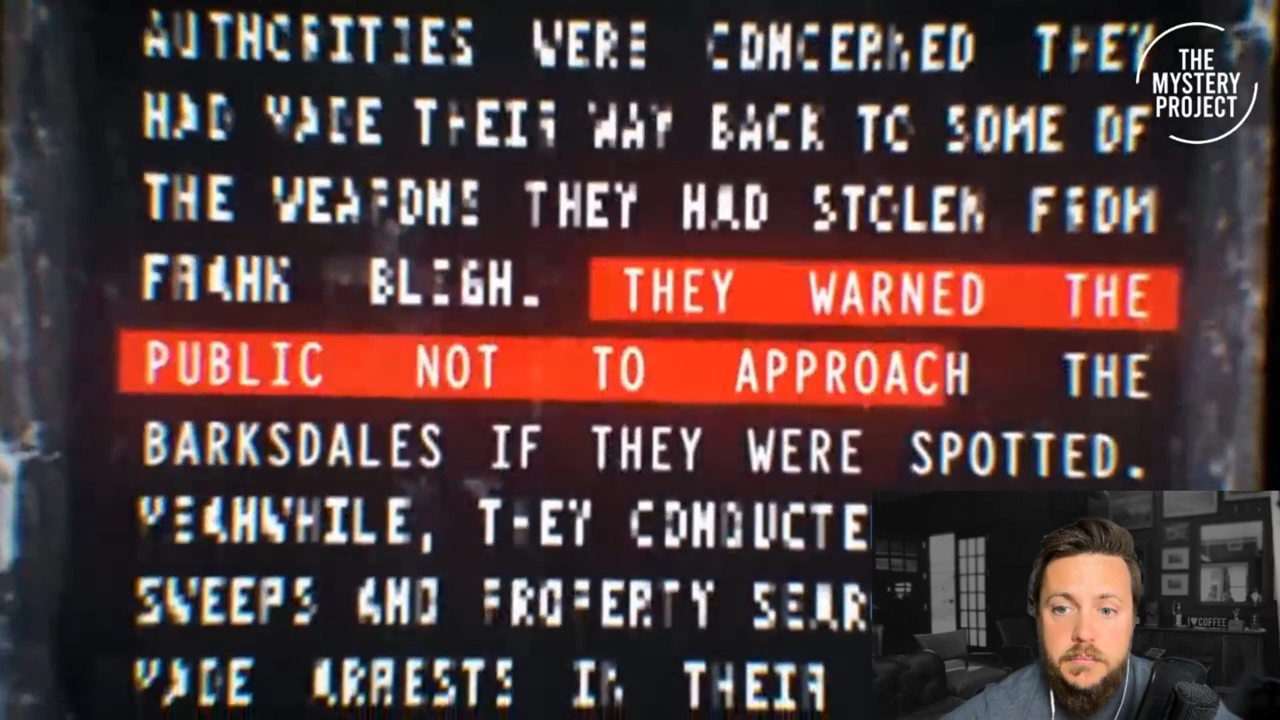 AUTHORITIES WERE CONCERNED THEY
HAD MADE THEIR WAY BACK TO SOME OF
THE WEAPONS THEY HAD STOLEN FROM
FRANK BLIGH. THEY WARNED THE
PUBLIC NOT TO APPROACH THE
BARKSDALES IF THEY WERE SPOTTED.
MEANWHILE, THEY CONDUCTE
SWEEPS AND PROPERTY SEAR
MADE ARRESTS IN THEIR
THE
MYSTERY
PROJECT
I♥COFFEE